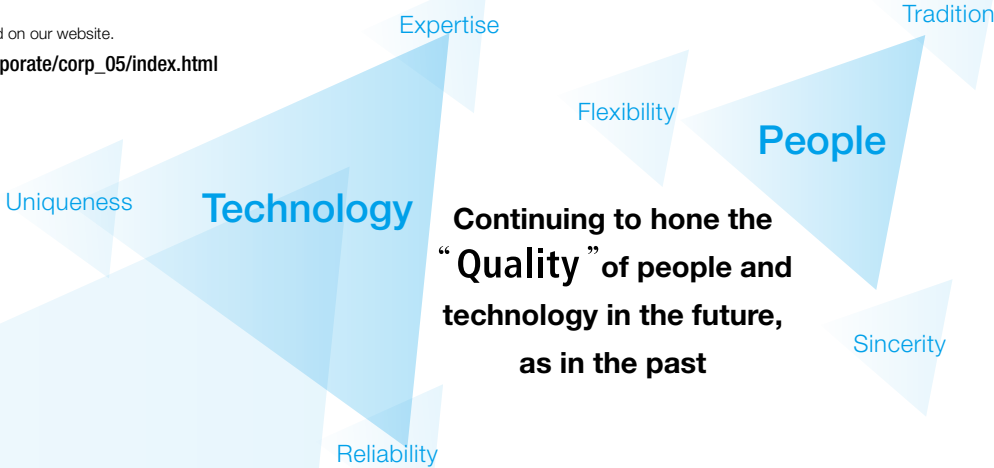 on our website.
porate/corp_05/index.html
Expertise
Tradition
Flexibility
People
Uniqueness
Technology
Continuing to hone the
“Quality” of people and
technology in the future,
as in the past
Sincerity
Reliability